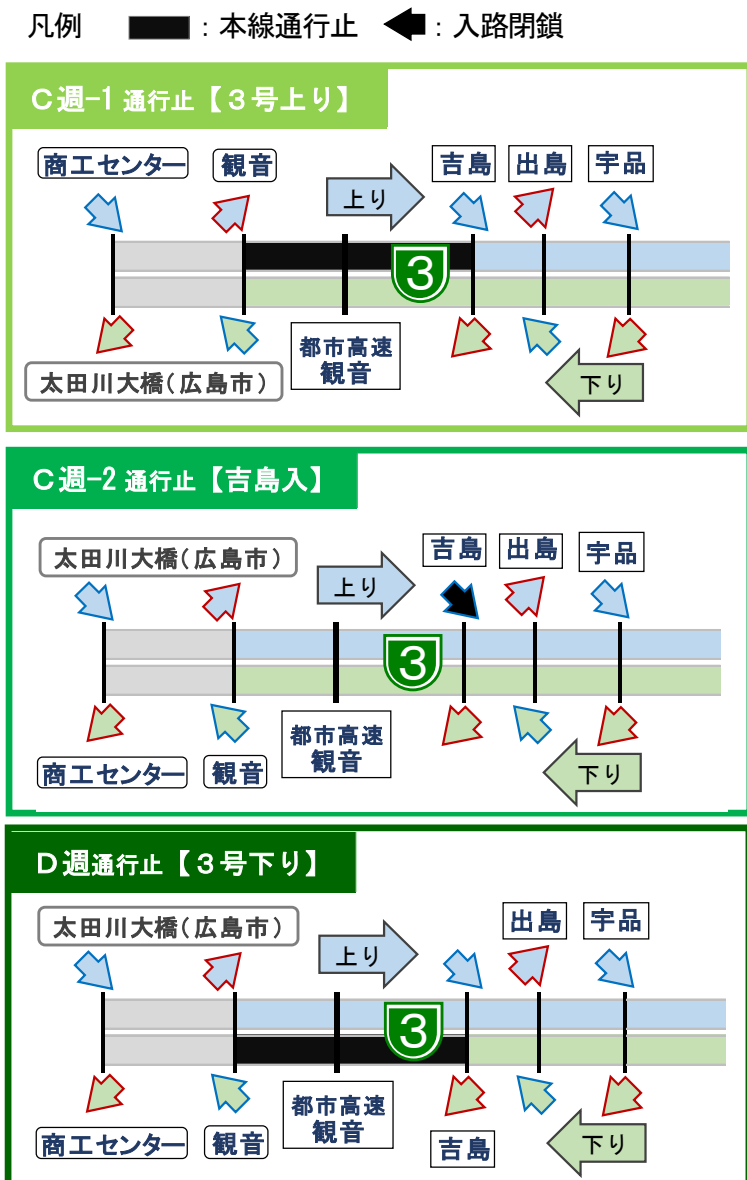 凡例 ：本線通行止 ：入路閉鎖
C週-1 通行止【３号上り】
商工センター 観音 吉島 出島 宇品
上り
3
都市高速
観音
太田川大橋(広島市)
下り
C週-2 通行止【吉島入】
太田川大橋(広島市) 吉島 出島 宇品
上り
3
都市高速
観音
商工センター 観音
下り
D週通行止【３号下り】
太田川大橋(広島市) 出島 宇品
上り
3
都市高速
観音
商工センター 観音 吉島
下り